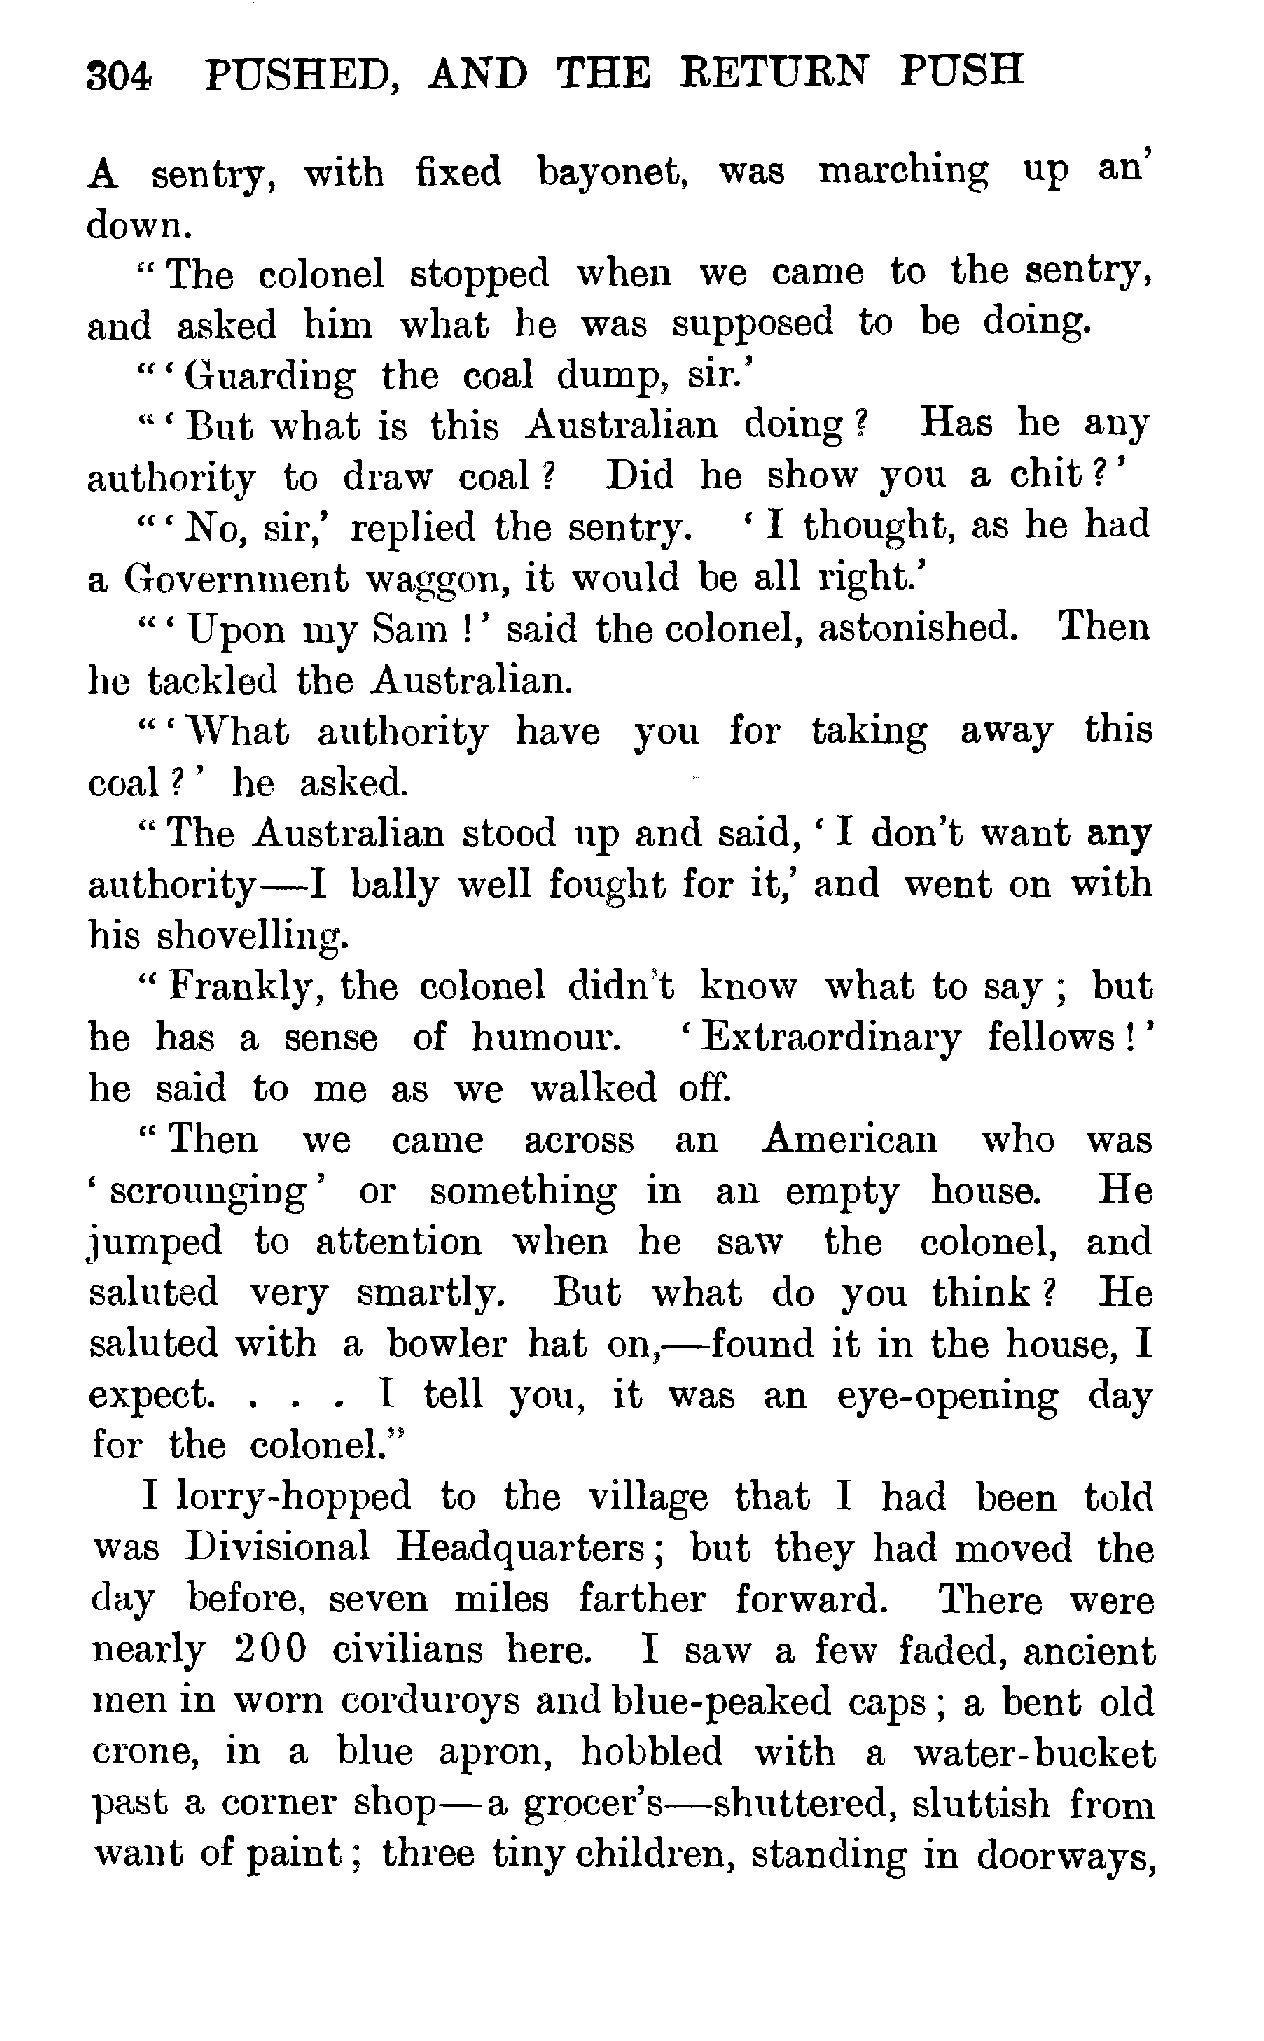 304 PUSHED, AND THE RETURN PUSH
A sentry, with fixed bayonet, was marching up an'
down.
" The colonel stopped when we came to the sentry,
and asked him what he was supposed to be doing.
" ' Guarding the coal dump, sir.'
" ' But what is this Australian doing ? Has he any
authority to draw coal ? Did he show you a chit ? '
" ' No, sir,' replied the sentry. ' I thought, as he had
a Government waggon, it would be all right.'
" ' Upon my Sam ! ' said the colonel, astonished. Then
he tackled the Australian.
" ' What authority have you for taking away this
coal ? ' he asked.
" The Australian stood up and said, ' I don't want any
authority—I bally well fought for it,' and went on with
his shovelling.
" Frankly, the colonel didn't know what to say ; but
he has a sense of humour. ' Extraordinary fellows ! '
he said to me as we walked off.
" Then we came across an American who was
' scrounging ' or something in an empty house. He
jumped to attention when he saw the colonel, and
saluted very smartly. But what do you think ? He
saluted with a bowler hat on,—found it in the house, I
expect. . . . I tell you, it was an eye-opening day
for the colonel."
I lorry-hopped to the village that I had been told
was Divisional Headquarters ; but they had moved the
day before, seven miles farther forward. There were
nearly 200 civilians here. I saw a few faded, ancient
men in worn corduroys and blue-peaked caps ; a bent old
crone, in a blue apron, hobbled with a water-bucket
past a corner shop—a grocer's—shuttered, sluttish from
want of paint ; three tiny children, standing in doorways,